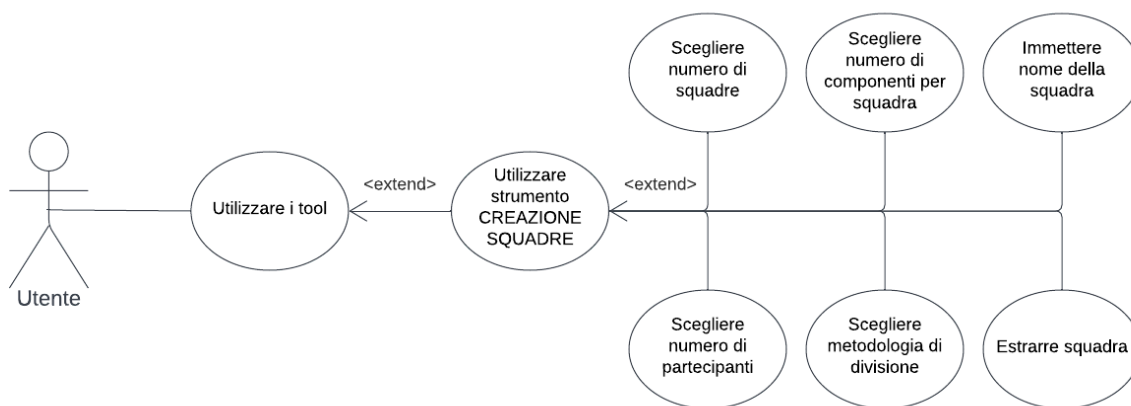 Scegliere
numero di
squadre
Scegliere
numero di
componenti per
squadra
Immettere
nome della
squadra
Utente
Utilizzare i tool
<extend>
Utilizzare
strumento
CREAZIONE
SQUADRE
<extend>
Scegliere
numero di
partecipanti
Scegliere
metodologia di
divisione
Estrarre squadra